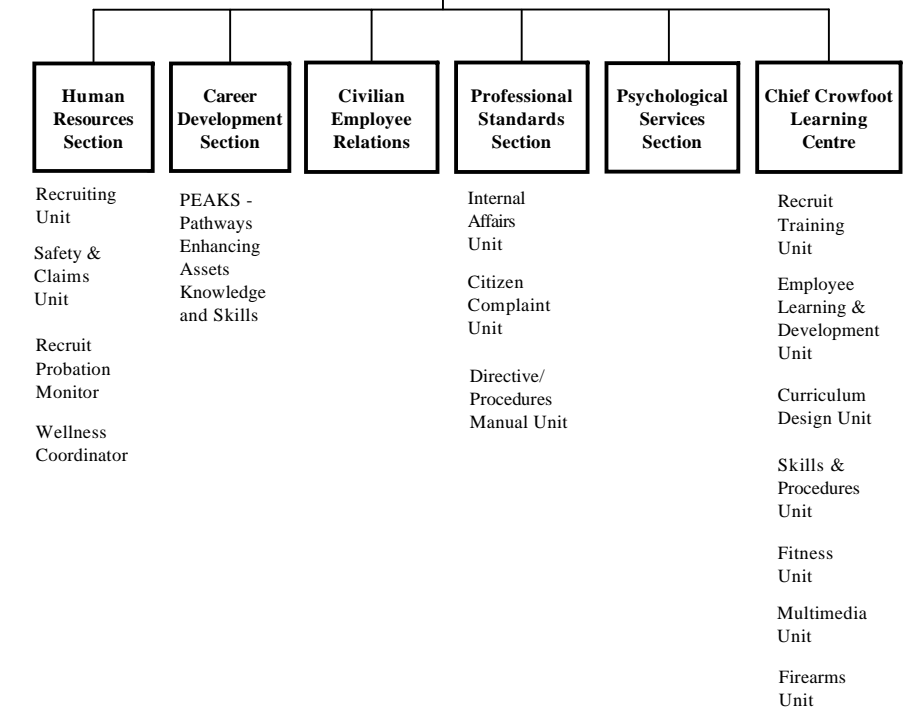 Human
Resources
Section
Recruiting
Unit
Safety &
Claims
Unit
Recruit
Probation
Monitor
Wellness
Coordinator
Career
Development
Section
PEAKS -
Pathways
Enhancing
Assets
Knowledge
and Skills
Civilian
Employee
Relations
Professional
Standards
Section
Internal
Affairs
Unit
Citizen
Complaint
Unit
Directive/
Procedures
Manual Unit
Psychological
Services
Section
Chief Crowfoot
Learning
Centre
Recruit
Training
Unit
Employee
Learning &
Development
Unit
Curriculum
Design Unit
Skills &
Procedures
Unit
Fitness
Unit
Multimedia
Unit
Firearms
Unit